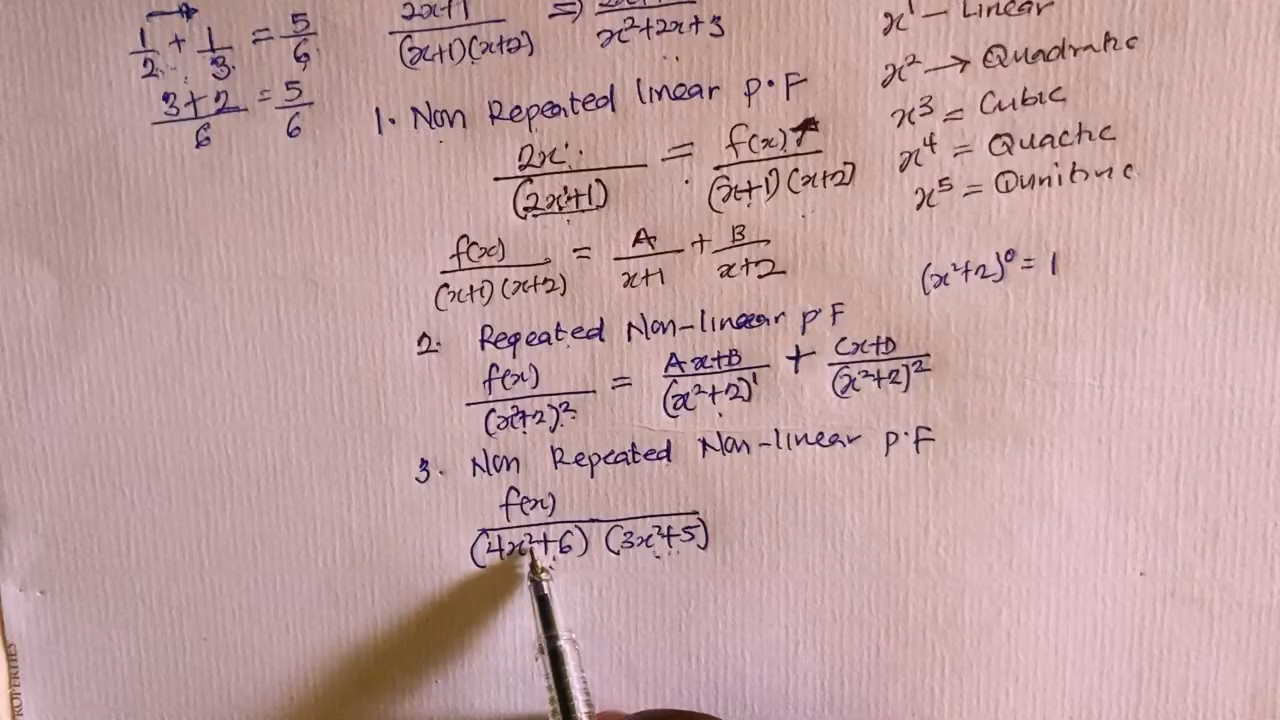 1/2 + 1/3 = 5/6
(3+2)/6 = 5/6
2x+1/(x+1)(x+2) ⇒ /x²+2x+3
x¹ - Linear
x² → Quadratic
x³ = Cubic
x⁴ = Quactic
x⁵ =
1. Non Repeated linear P.F
2x/(2x+1) = f(x)/(x+1)(x+2)
f(x)/(x+1)(x+2) = A/x+1 + B/x+2
(x²+2)⁰ = 1
2. Repeated Non-linear P.F
f(x)/(x²+2)² = Ax+B/(x²+2)¹ + Cx+D/(x²+2)²
3. Non Repeated Non-linear P.F
f(x)/(4x²+6) (3x²+5)
ROPERTIES